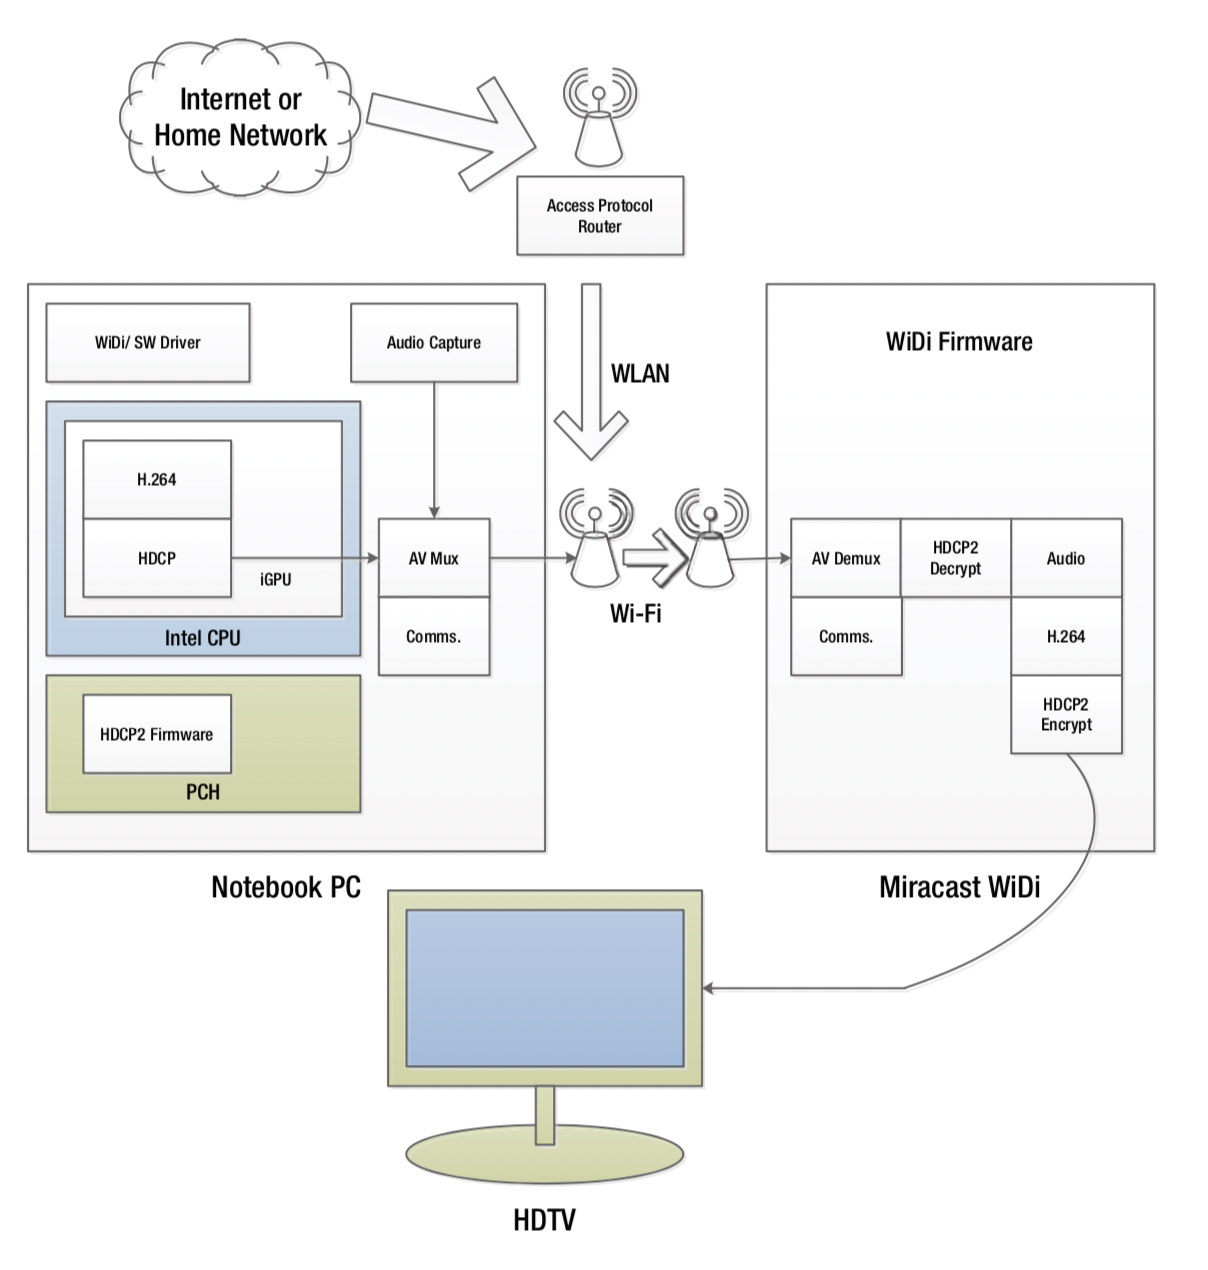 Internet or
Home Network
Access Protocol
Router
WiDi/ SW Driver
Audio Capture
WLAN
WiDi Firmware
H.264
HDCP
iGPU
Intel CPU
AV Mux
Comms.
Wi-Fi
AV Demux
HDCP2
Decrypt
Audio
Comms.
H.264
HDCP2
Encrypt
HDCP2 Firmware
PCH
Notebook PC
Miracast WiDi
HDTV